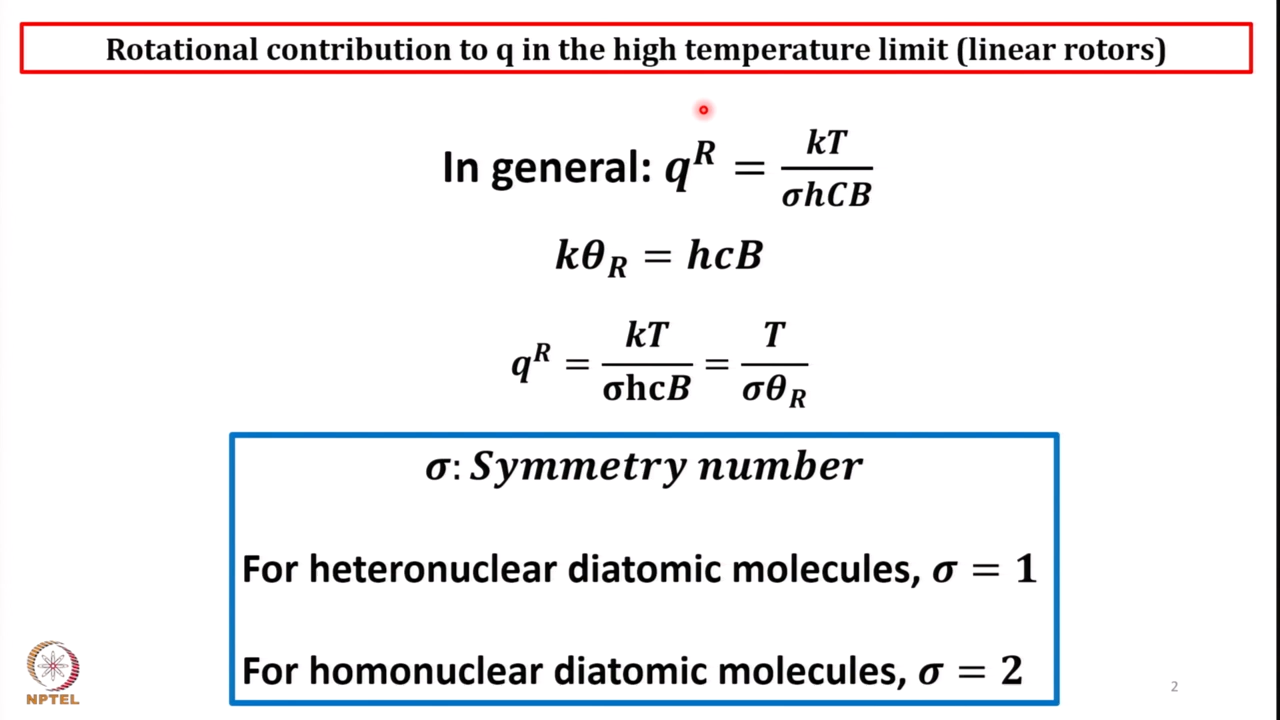 Rotational contribution to q in the high temperature limit (linear rotors)
In general: q^R = kT / σhCB
kθ_R = hcB
q^R = kT / σhcB = T / σθ_R
σ: Symmetry number
For heteronuclear diatomic molecules, σ = 1
For homonuclear diatomic molecules, σ = 2
NPTEL
2